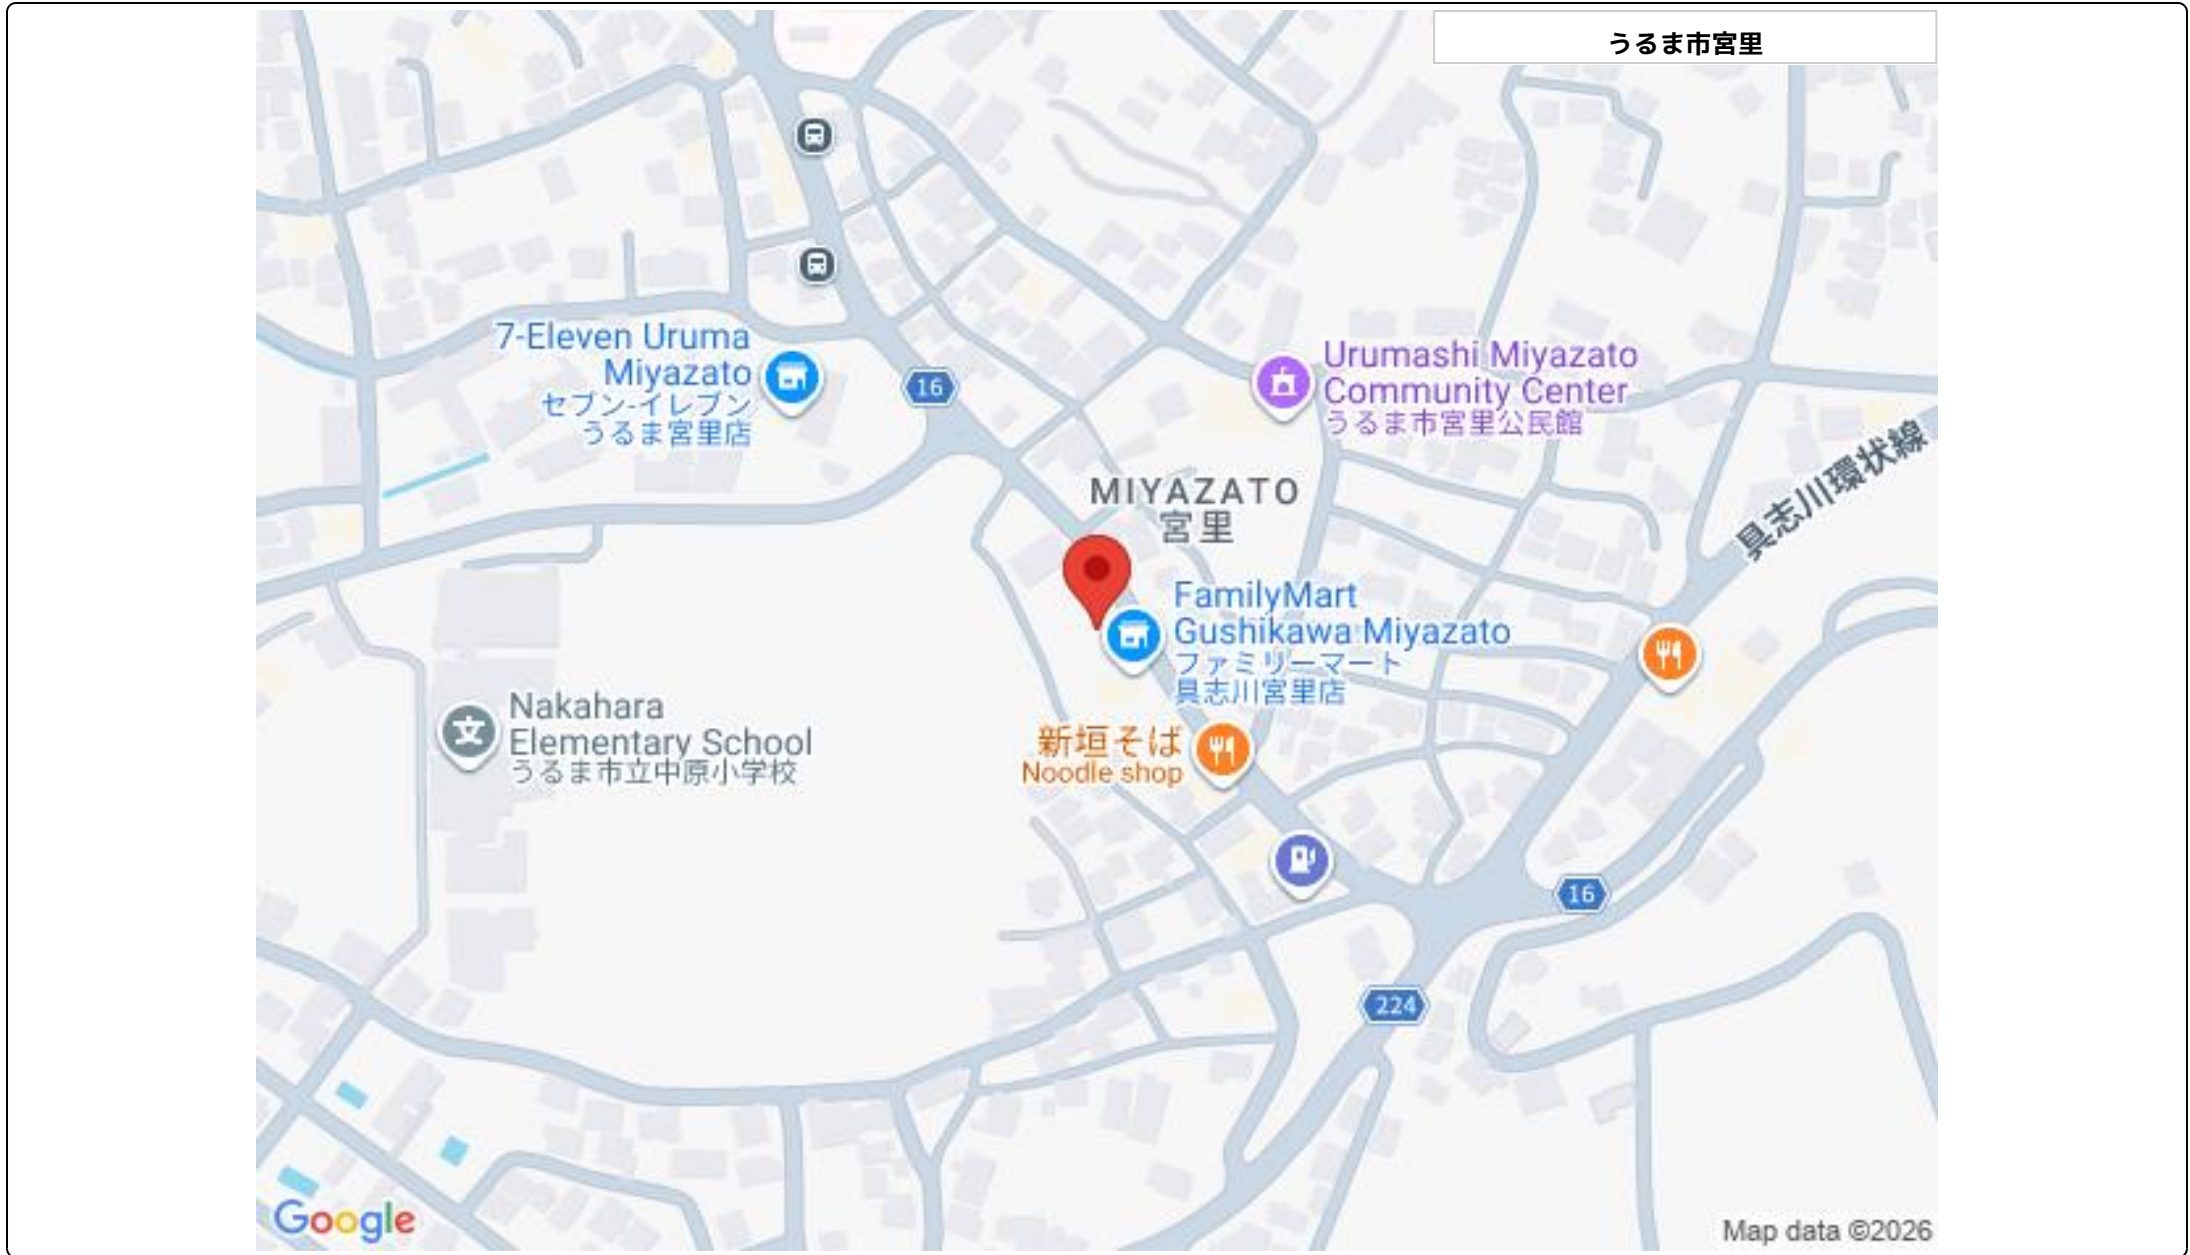 うるま市宮里
7-Eleven Uruma
Miyazato
セブン-イレブン
うるま宮里店
16
Urumashi Miyazato
Community Center
うるま市宮里公民館
具志川環状線
MIYAZATO
宮里
FamilyMart
Gushikawa Miyazato
ファミリーマート
具志川宮里店
文
Nakahara
Elementary School
うるま市立中原小学校
新垣そば
Noodle shop
16
224
Google
Map data ©2026